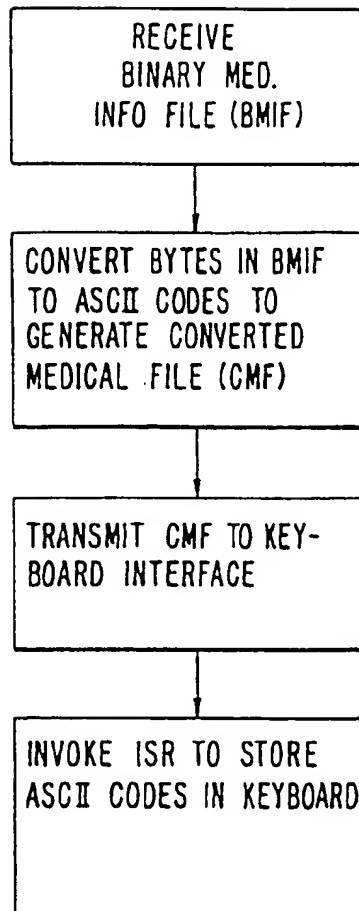 RECEIVE
BINARY MED.
INFO FILE (BMIF)
CONVERT BYTES IN BMIF
TO ASCII CODES TO
GENERATE CONVERTED
MEDICAL FILE (CMF)
TRANSMIT CMF TO KEY-
BOARD INTERFACE
INVOKE ISR TO STORE
ASCII CODES IN KEYBOARD